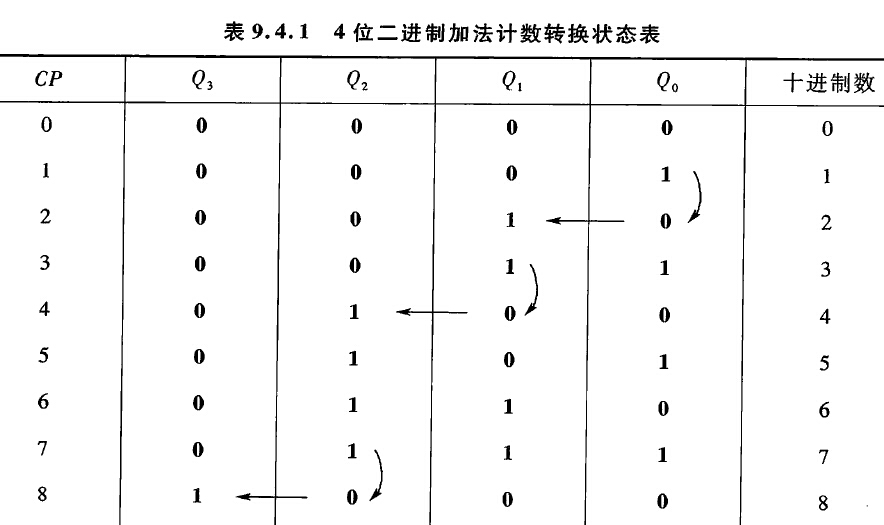 表 9.4.1 4 位二进制加法计数转换状态表
CP Q₃ Q₂ Q₁ Q₀ 十进制数
0 0 0 0 0 0
1 0 0 0 1 1
2 0 0 1 0 2
3 0 0 1 1 3
4 0 1 0 0 4
5 0 1 0 1 5
6 0 1 1 0 6
7 0 1 1 1 7
8 1 0 0 0 8